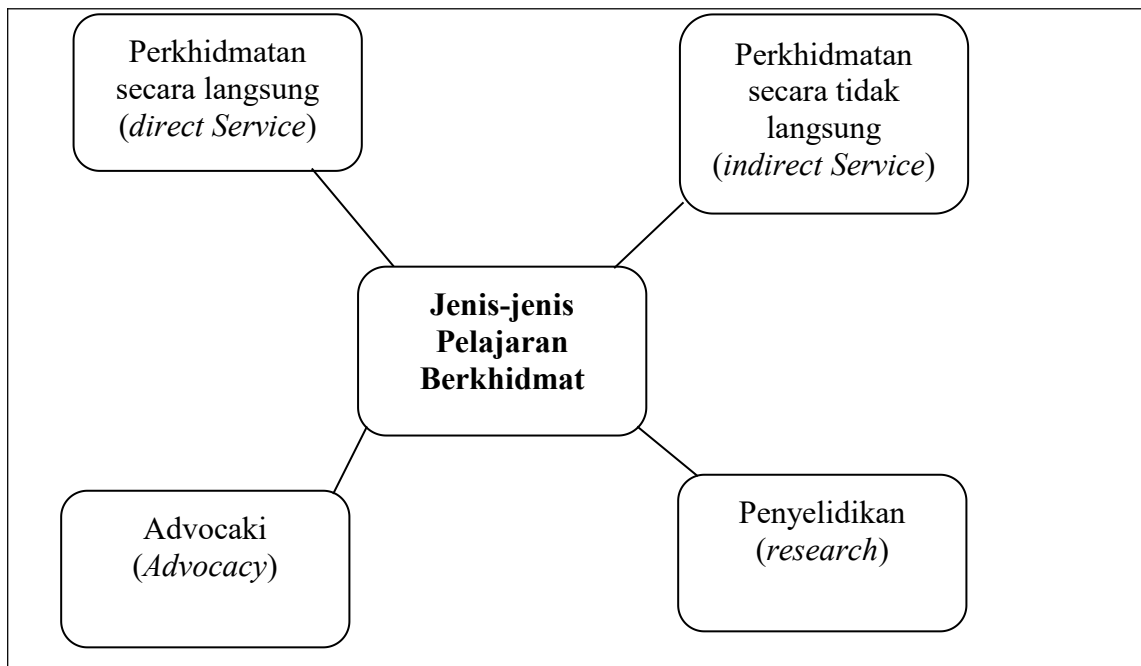 Perkhidmatan
secara langsung
(direct Service)
Perkhidmatan
secara tidak
langsung
(indirect Service)
Jenis-jenis
Pelajaran
Berkhidmat
Advocaki
(Advocacy)
Penyelidikan
(research)